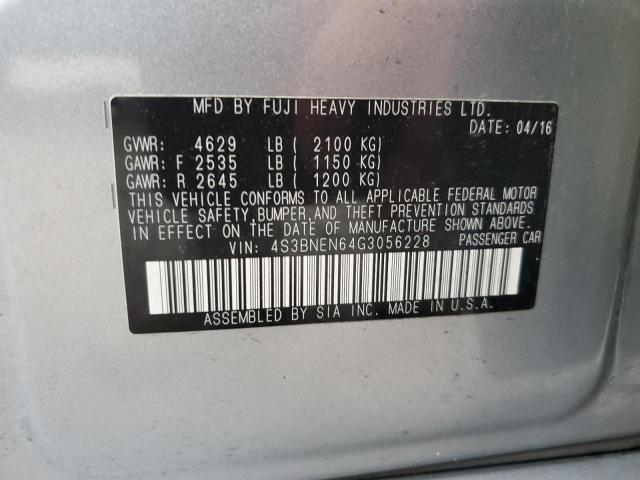 MFD BY FUJI HEAVY INDUSTRIES LTD.
DATE: 04/16
GVWR: 4629 LB ( 2100 KG)
GAWR: F 2535 LB ( 1150 KG)
GAWR: R 2645 LB ( 1200 KG)
THIS VEHICLE CONFORMS TO ALL APPLICABLE FEDERAL MOTOR
VEHICLE SAFETY, BUMPER, AND THEFT PREVENTION STANDARDS
IN EFFECT ON THE DATE OF MANUFACTURE SHOWN ABOVE.
VIN: 4S3BNEN64G3056228 PASSENGER CAR
ASSEMBLED BY SIA INC. MADE IN U.S.A.